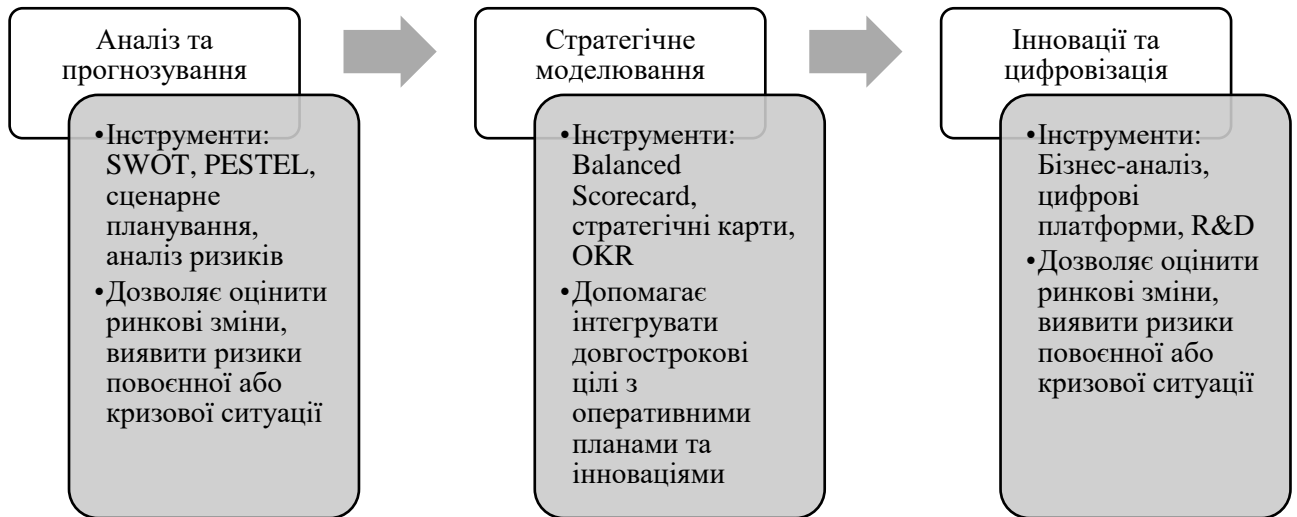 Аналіз та
прогнозування
•Інструменти:
SWOT, PESTEL,
сценарне
планування,
аналіз ризиків
•Дозволяє оцінити
ринкові зміни,
виявити ризики
повоєнної або
кризової ситуації
Стратегічне
моделювання
•Інструменти:
Balanced
Scorecard,
стратегічні карти,
OKR
•Допомагає
інтегрувати
довгострокові
цілі з
оперативними
планами та
інноваціями
Інновації та
цифровізація
•Інструменти:
Бізнес-аналіз,
цифрові
платформи, R&D
•Дозволяє оцінити
ринкові зміни,
виявити ризики
повоєнної або
кризової ситуації